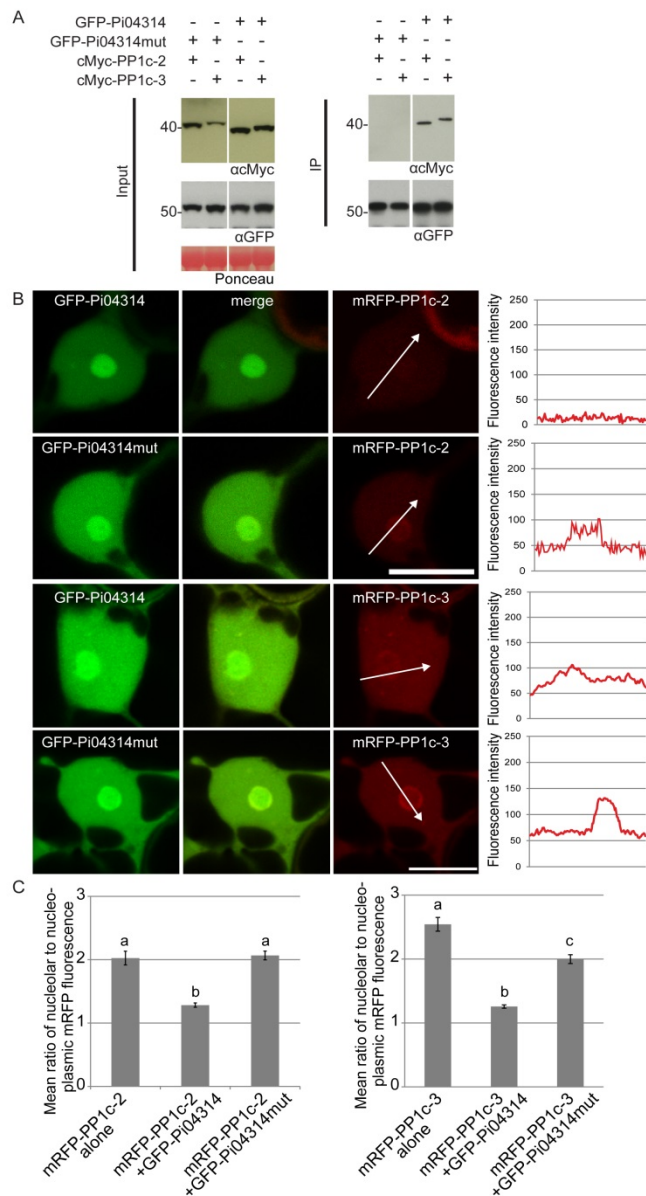 A
GFP-Pi04314 - - + + - - + +
GFP-Pi04314mut + + - - + + - -
cMyc-PP1c-2 + - + - + - + -
cMyc-PP1c-3 - + - + - + - +
Input
40-
αcMyc
50-
αGFP
Ponceau
IP
40-
αcMyc
50-
αGFP
B
GFP-Pi04314 merge mRFP-PP1c-2
Fluorescence intensity
250
200
150
100
50
0
GFP-Pi04314mut mRFP-PP1c-2
Fluorescence intensity
250
200
150
100
50
0
GFP-Pi04314 mRFP-PP1c-3
Fluorescence intensity
250
200
150
100
50
0
GFP-Pi04314mut mRFP-PP1c-3
Fluorescence intensity
250
200
150
100
50
0
C
Mean ratio of nucleolar to nucleo-
plasmic mRFP fluorescence
3
2
1
0
a
b
a
mRFP-PP1c-2
alone
mRFP-PP1c-2
+GFP-Pi04314
mRFP-PP1c-2
+GFP-Pi04314mut
Mean ratio of nucleolar to nucleo-
plasmic mRFP fluorescence
3
2
1
0
a
b
c
mRFP-PP1c-3
alone
mRFP-PP1c-3
+GFP-Pi04314
mRFP-PP1c-3
+GFP-Pi04314mut